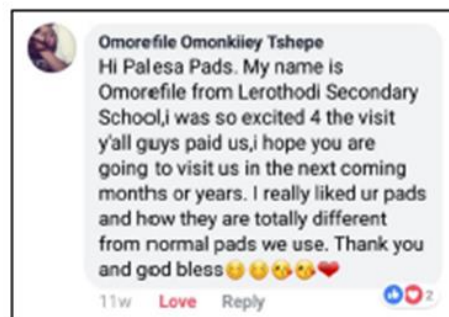 Omorefile Omonkiiey Tshepe
Hi Palesa Pads. My name is
Omorefile from Lerothodi Secondary
School,i was so excited 4 the visit
y'all guys paid us,i hope you are
going to visit us in the next coming
months or years. I really liked ur pads
and how they are totally different
from normal pads we use. Thank you
and god bless😊😊😘😘❤
11w Love Reply 2